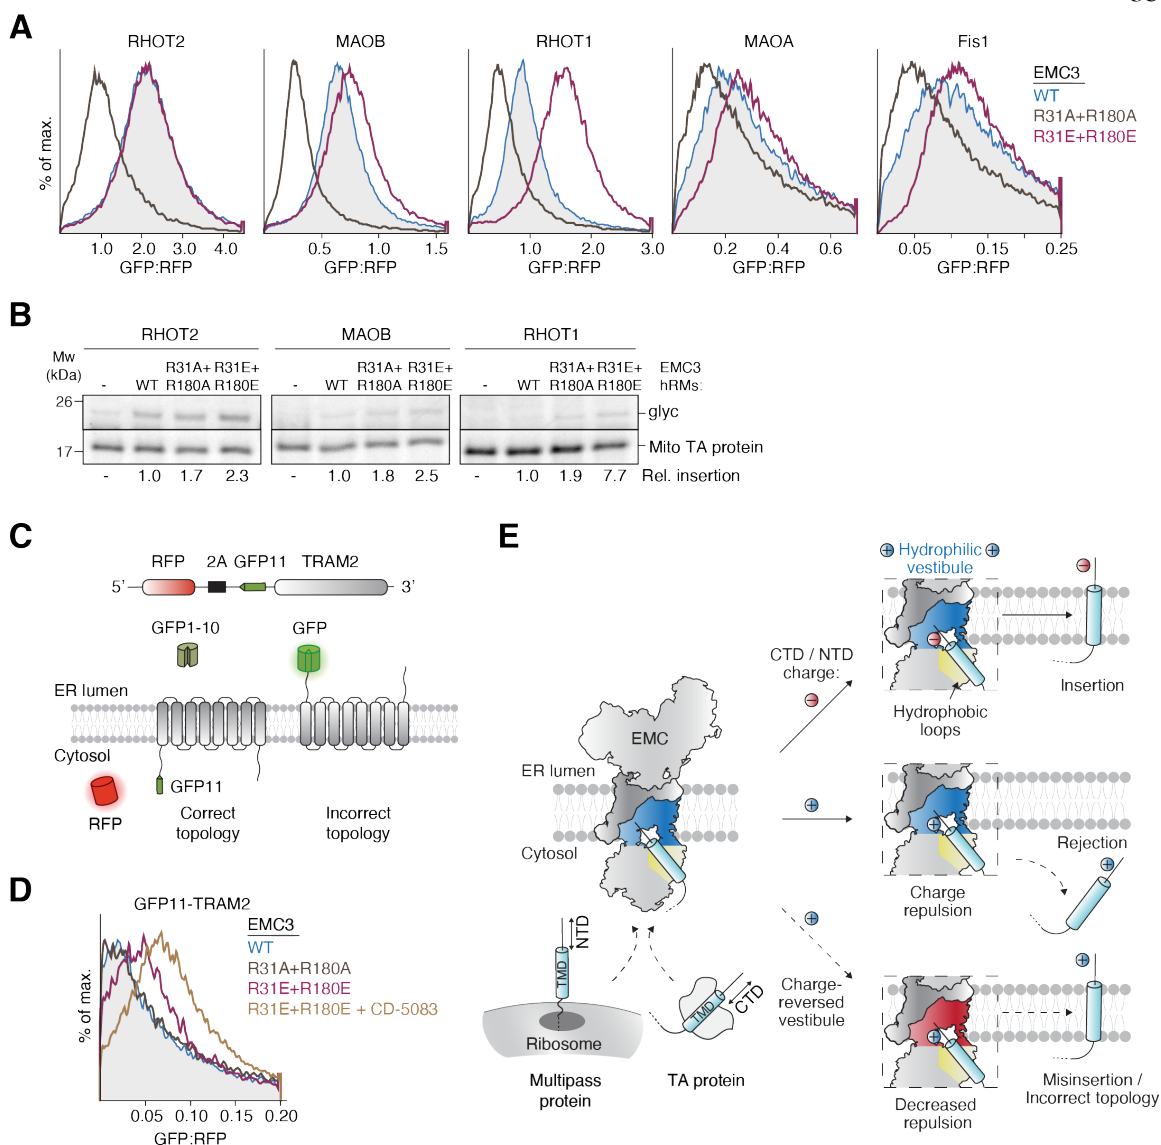 A
RHOT2
MAOB
RHOT1
MAOA
Fis1
EMC3
WT
R31A+R180A
R31E+R180E
% of max.
1.0 2.0 3.0 4.0
0.5 1.0 1.5
1.0 2.0 3.0
0.2 0.4 0.6
0.05 0.15 0.25
GFP:RFP
GFP:RFP
GFP:RFP
GFP:RFP
GFP:RFP
B
RHOT2
MAOB
RHOT1
Mw
(kDa)
- WT R31A+ R180A R31E+ R180E
- WT R31A+ R180A R31E+ R180E
- WT R31A+ R180A R31E+ R180E
EMC3
hRMs:
26
17
glyc
Mito TA protein
- 1.0 1.7 2.3
- 1.0 1.8 2.5
- 1.0 1.9 7.7
Rel. insertion
C
RFP 2A GFP11 TRAM2
5’ 3’
GFP1-10
GFP
ER lumen
Cytosol
GFP11
RFP
Correct
topology
Incorrect
topology
D
GFP11-TRAM2
EMC3
WT
R31A+R180A
R31E+R180E
R31E+R180E + CD-5083
% of max.
0.05 0.10 0.15 0.20
GFP:RFP
E
+ Hydrophilic +
vestibule
CTD / NTD
charge:
Insertion
Hydrophobic
loops
EMC
ER lumen
Cytosol
Rejection
Charge
repulsion
NTD
TMD
TMD
CTD
Ribosome
Charge-
reversed
vestibule
Multipass
protein
TA protein
Decreased
repulsion
Misinsertion /
Incorrect topology